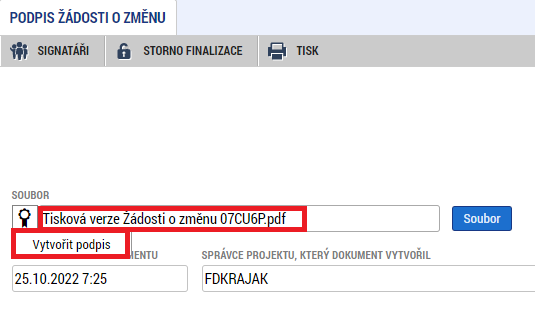 PODPIS ŽÁDOSTI O ZMĚNU
SIGNATÁŘI STORNO FINALIZACE TISK
SOUBOR
Tisková verze Žádosti o změnu 07CU6P.pdf Soubor
Vytvořit podpis
MENTU SPRÁVCE PROJEKTU, KTERÝ DOKUMENT VYTVOŘIL
25.10.2022 7:25 FDKRAJAK